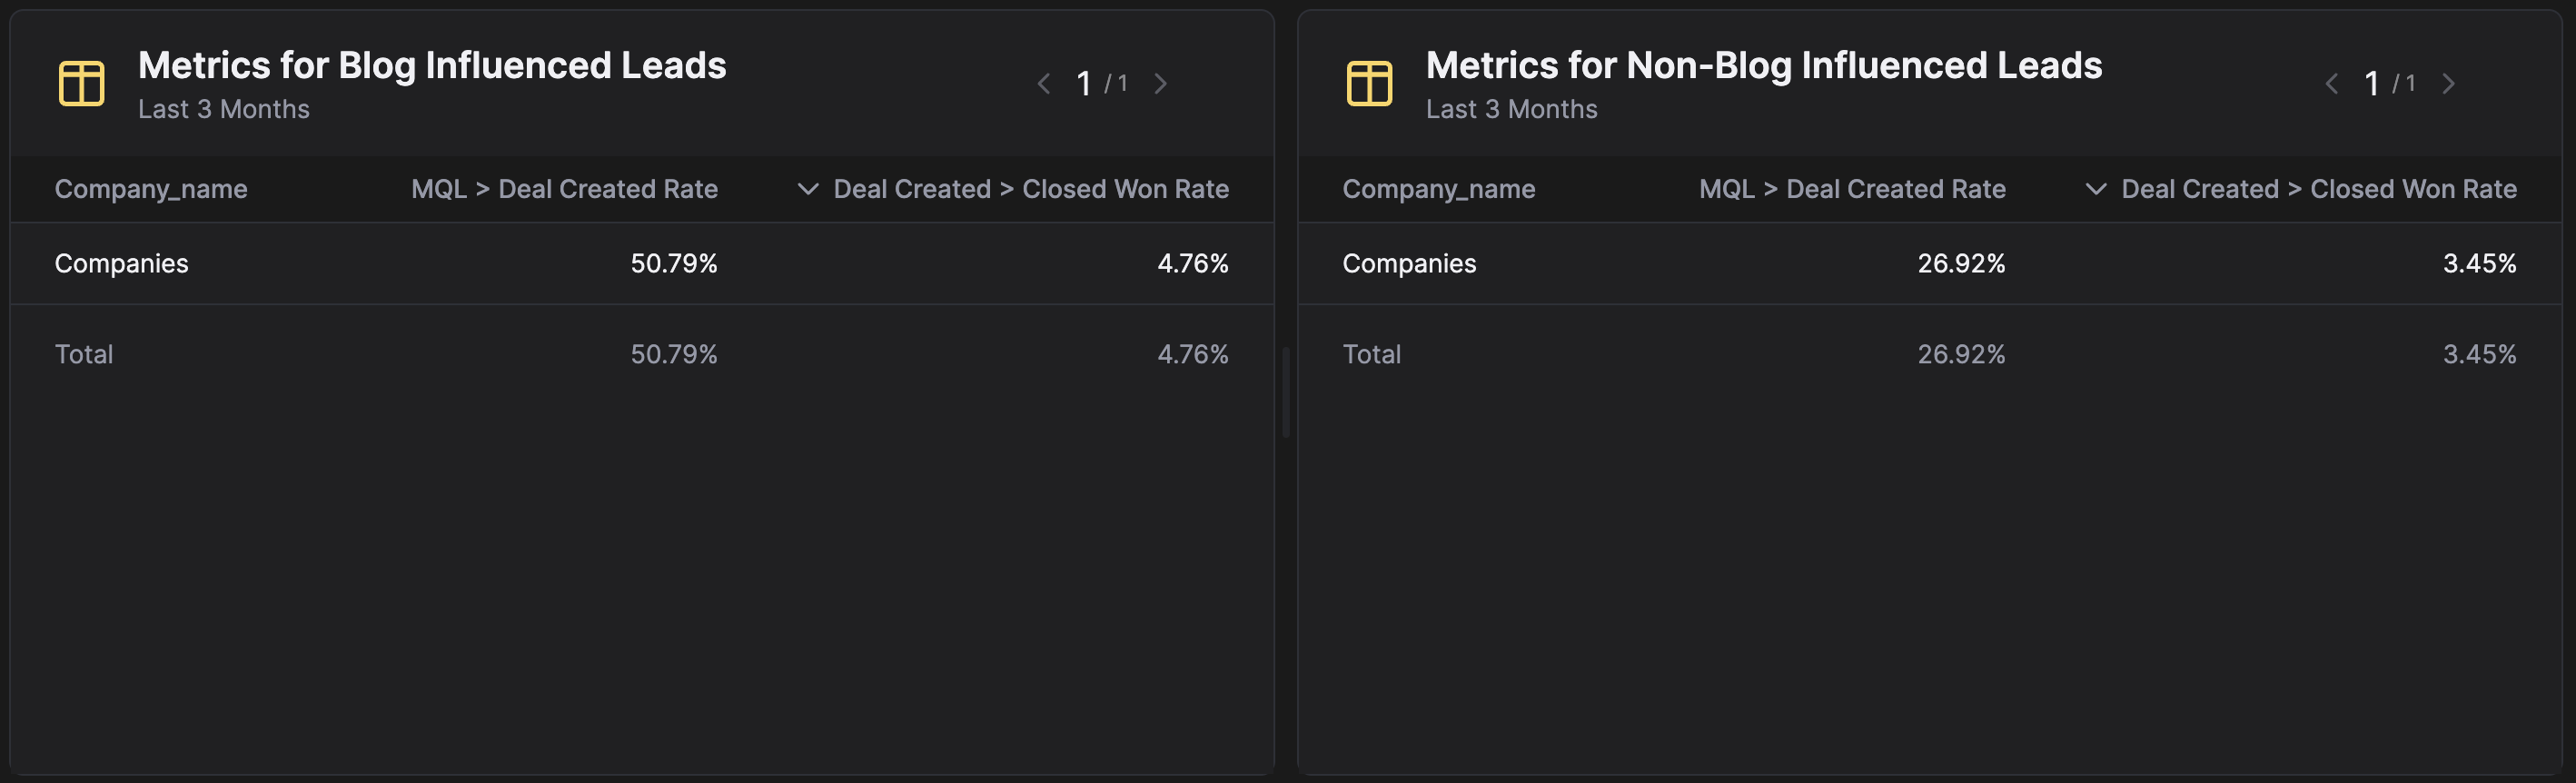 Metrics for Blog Influenced Leads
Last 3 Months
1 / 1
Company_name MQL > Deal Created Rate Deal Created > Closed Won Rate
Companies 50.79% 4.76%
Total 50.79% 4.76%
Metrics for Non-Blog Influenced Leads
Last 3 Months
1 / 1
Company_name MQL > Deal Created Rate Deal Created > Closed Won Rate
Companies 26.92% 3.45%
Total 26.92% 3.45%